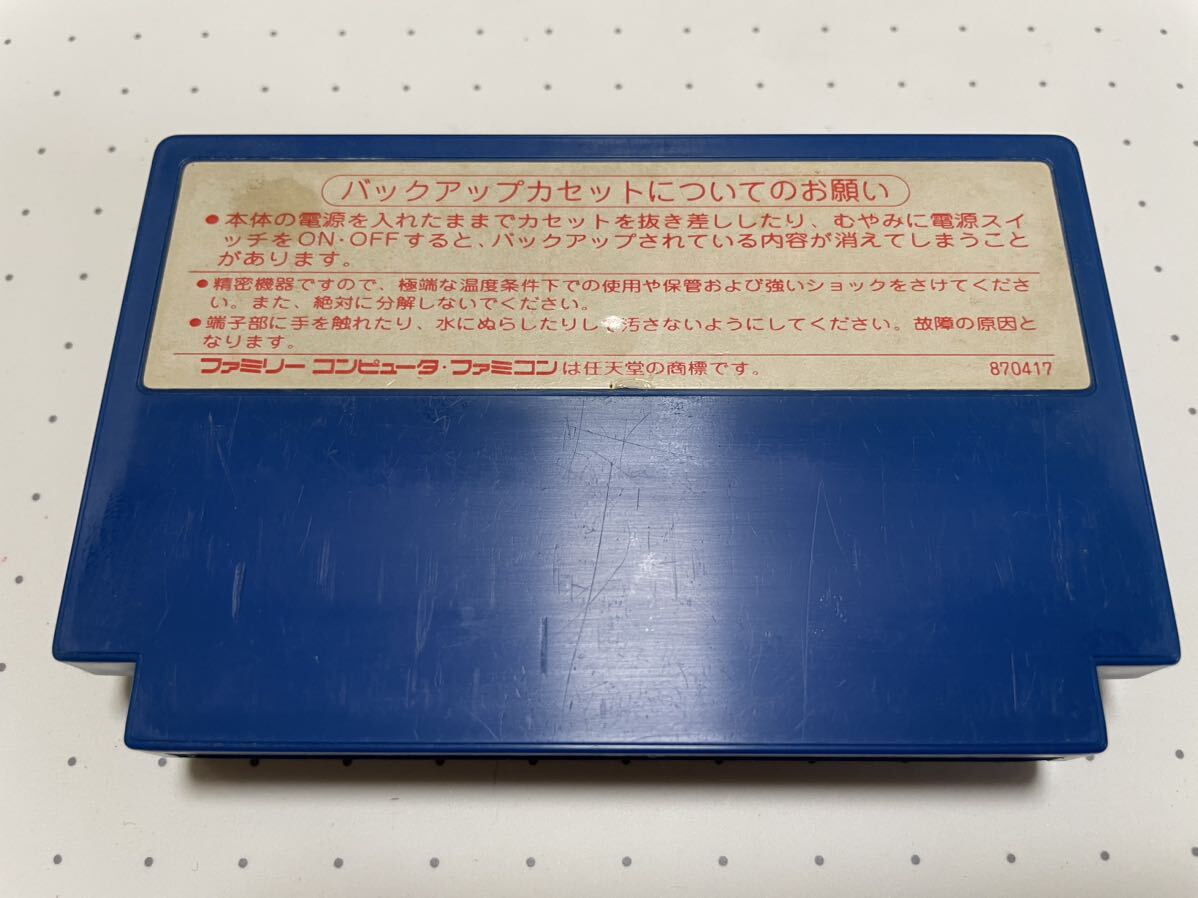 バックアップカセットについてのお願い
●本体の電源を入れたままでカセットを抜き差ししたり、むやみに電源スイ
ッチをON・OFFすると、バックアップされている内容が消えてしまうこと
があります。
●精密機器ですので、極端な温度条件下での使用や保管および強いショックをさけてくださ
い。また、絶対に分解しないでください。
●端子部に手を触れたり、水にぬらしたりし 汚さないようにしてください。故障の原因と
なります。
ファミリーコンピュータ・ファミコンは任天堂の商標です。 870417